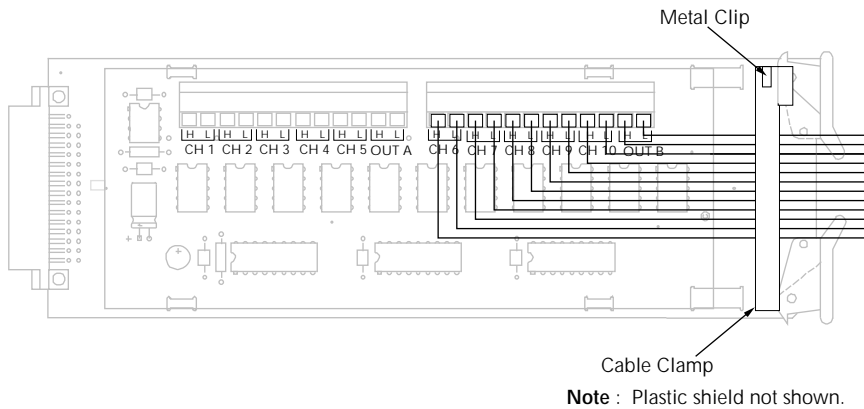 Metal Clip
H L H L H L H L H L H L
CH 1 CH 2 CH 3 CH 4 CH 5 OUT A
H L H L H L H L H L H L
CH 6 CH 7 CH 8 CH 9 CH 10 OUT B
+ -
Cable Clamp
Note : Plastic shield not shown.